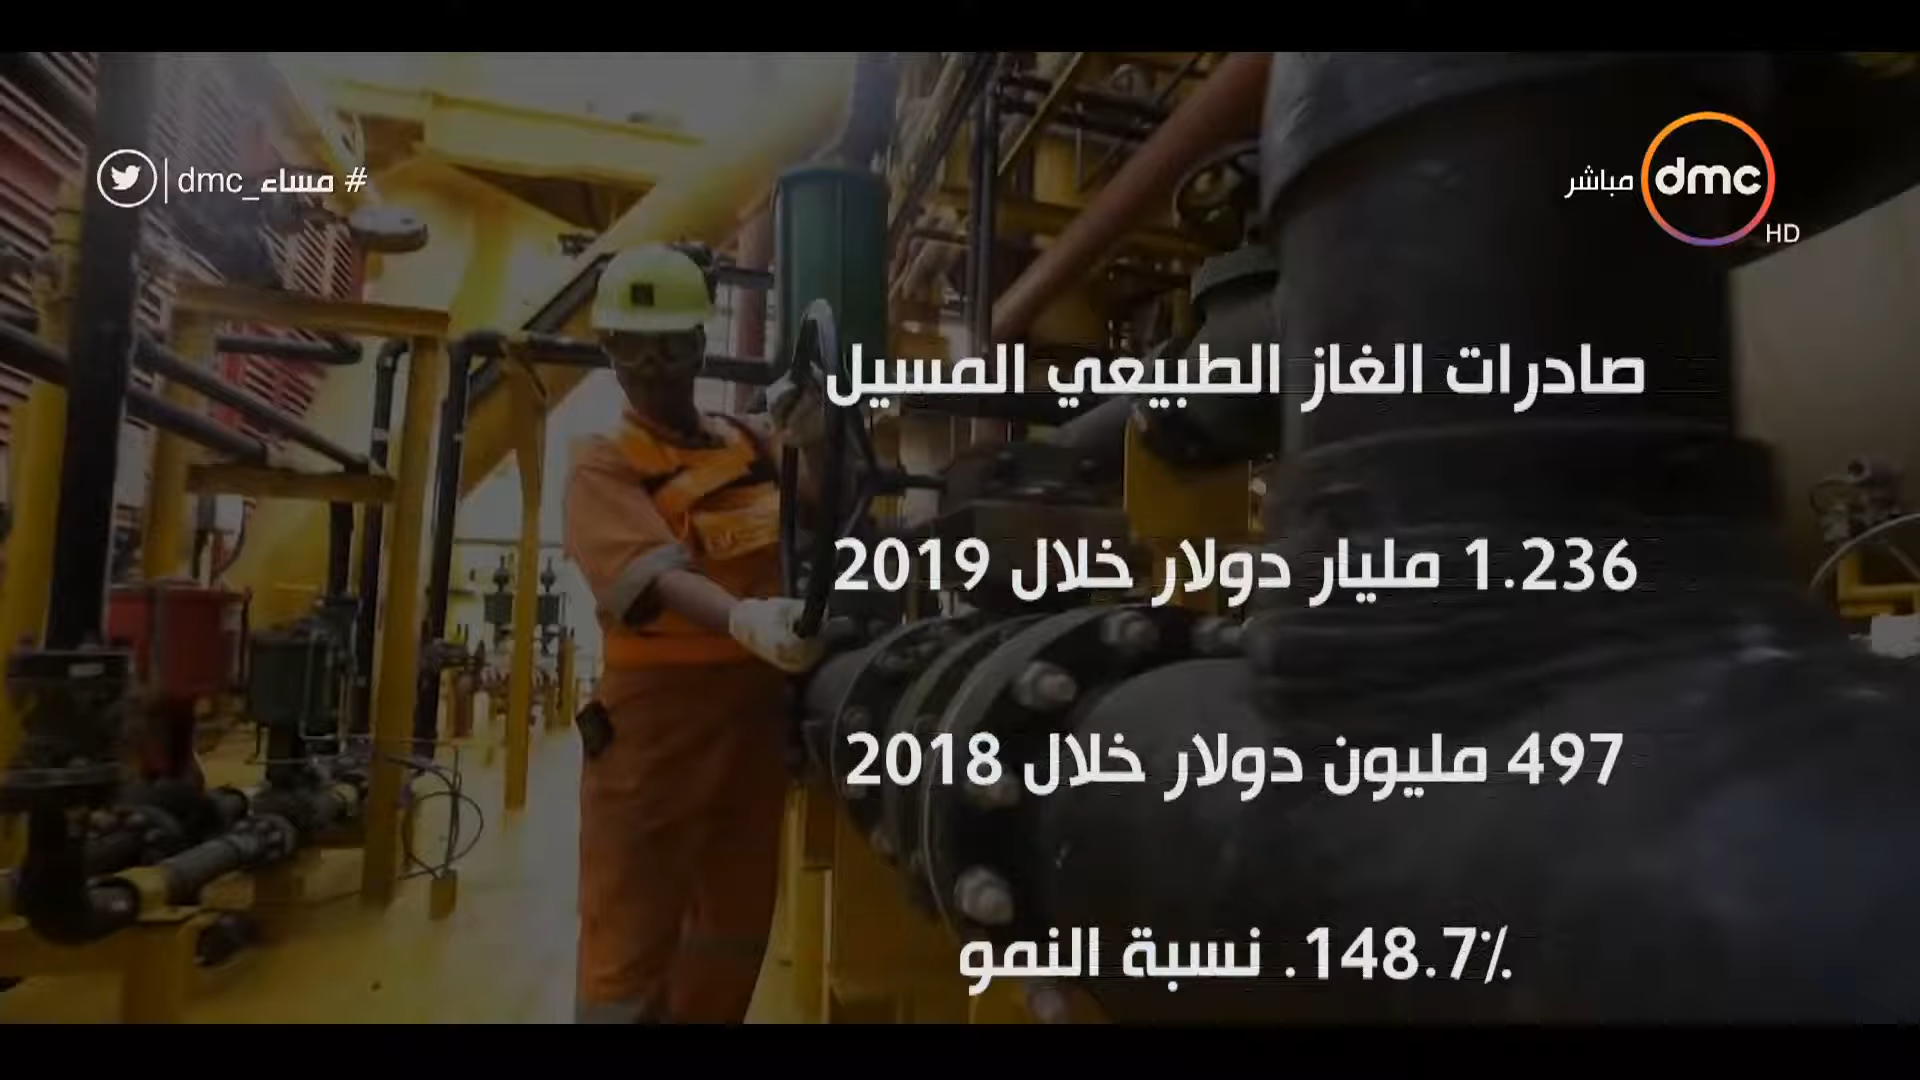 # مساء_dmc
dmc
مباشر
HD
صادرات الغاز الطبيعي المسيل
1.236 مليار دولار خلال 2019
497 مليون دولار خلال 2018
148.7٪. نسبة النمو